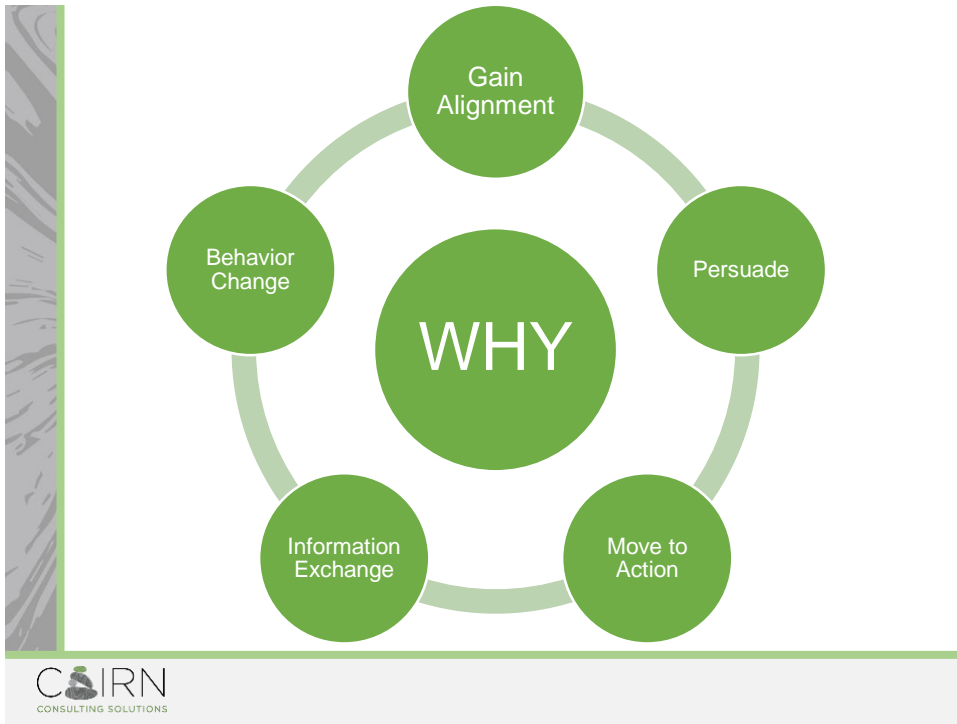 Gain
Alignment
Persuade
Move to
Action
Information
Exchange
Behavior
Change
WHY
CAIRN
CONSULTING SOLUTIONS